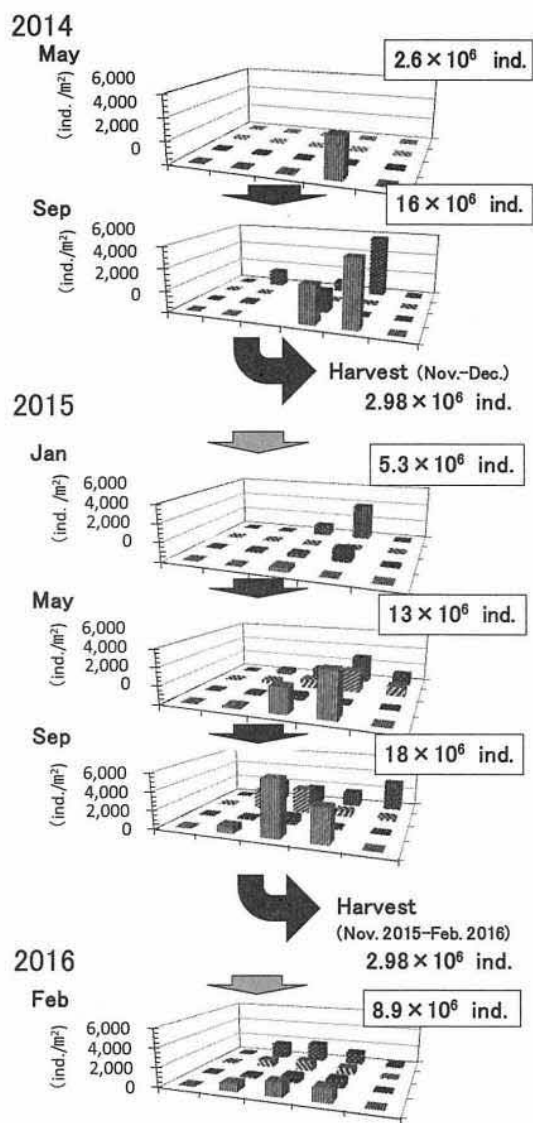 2014
May
2.6×10⁶ ind.
(ind./m²)
6,000
4,000
2,000
0
16×10⁶ ind.
Sep
(ind./m²)
6,000
4,000
2,000
0
Harvest (Nov.-Dec.)
2.98×10⁶ ind.
2015
Jan
5.3×10⁶ ind.
(ind./m²)
6,000
4,000
2,000
0
May
13×10⁶ ind.
(ind./m²)
6,000
4,000
2,000
0
Sep
18×10⁶ ind.
(ind./m²)
6,000
4,000
2,000
0
Harvest
(Nov. 2015-Feb. 2016)
2.98×10⁶ ind.
2016
Feb
8.9×10⁶ ind.
(ind./m²)
6,000
4,000
2,000
0